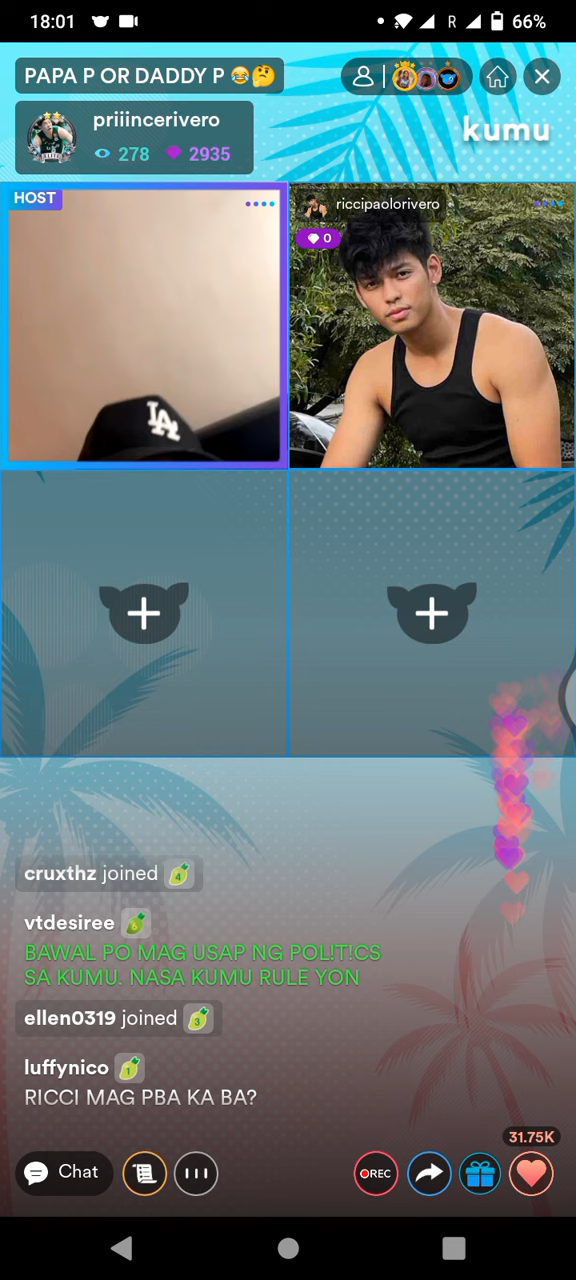 18:01
R
66%
PAPA P OR DADDY P 😂🤔
priiincerivero
278
2935
kumu
HOST
riccipaolorivero
0
LA
cruxthz joined 4
vtdesiree 6
BAWAL PO MAG USAP NG POL!T!CS
SA KUMU. NASA KUMU RULE YON
ellen0319 joined 3
luffynico 1
RICCI MAG PBA KA BA?
31.75K
Chat
REC